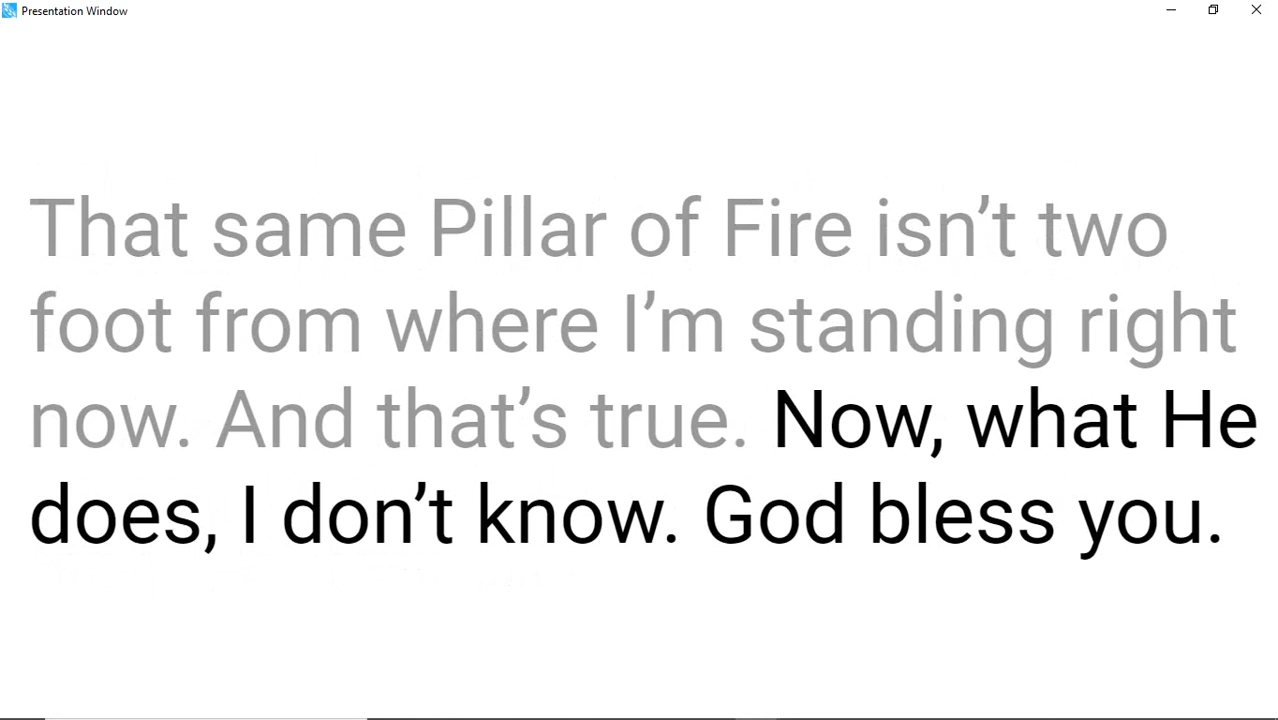 Presentation Window
That same Pillar of Fire isn’t two
foot from where I’m standing right
now. And that’s true. Now, what He
does, I don’t know. God bless you.